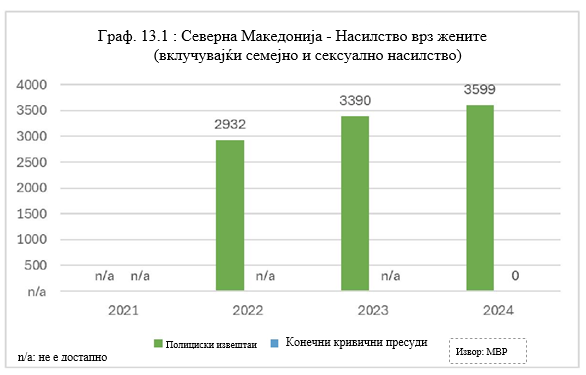 Граф. 13.1 : Северна Македонија - Насилство врз жените
(вклучувајќи семејно и сексуално насилство)
4000
3500
3000
2500
2000
3500
1000
500
n/a
n/a n/a
2932 n/a
3390 n/a
3599 0
2021 2022 2023 2024
Полициски извештаи Конечни кривични пресуди
Извор: МВР
n/a: не е достапно